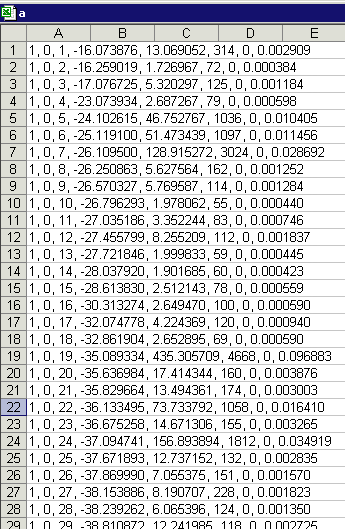 a
A B C D E
1 1, 0, 1, -16.073876, 13.069052, 314, 0, 0.002909
2 1, 0, 2, -16.259019, 1.726967, 72, 0, 0.000384
3 1, 0, 3, -17.076725, 5.320297, 125, 0, 0.001184
4 1, 0, 4, -23.073934, 2.687267, 79, 0, 0.000598
5 1, 0, 5, -24.102615, 46.752767, 1036, 0, 0.010405
6 1, 0, 6, -25.119100, 51.473439, 1097, 0, 0.011456
7 1, 0, 7, -26.109500, 128.915272, 3024, 0, 0.028692
8 1, 0, 8, -26.250863, 5.627564, 162, 0, 0.001252
9 1, 0, 9, -26.570327, 5.769587, 114, 0, 0.001284
10 1, 0, 10, -26.796293, 1.978062, 55, 0, 0.000440
11 1, 0, 11, -27.035186, 3.352244, 83, 0, 0.000746
12 1, 0, 12, -27.455799, 8.255209, 112, 0, 0.001837
13 1, 0, 13, -27.721846, 1.999833, 59, 0, 0.000445
14 1, 0, 14, -28.037920, 1.901685, 60, 0, 0.000423
15 1, 0, 15, -28.613830, 2.512143, 78, 0, 0.000559
16 1, 0, 16, -30.313274, 2.649470, 100, 0, 0.000590
17 1, 0, 17, -32.074778, 4.224369, 120, 0, 0.000940
18 1, 0, 18, -32.861904, 2.652895, 69, 0, 0.000590
19 1, 0, 19, -35.089334, 435.305709, 4668, 0, 0.096883
20 1, 0, 20, -35.636984, 17.414344, 160, 0, 0.003876
21 1, 0, 21, -35.829664, 13.494361, 174, 0, 0.003003
22 1, 0, 22, -36.133495, 73.733792, 1058, 0, 0.016410
23 1, 0, 23, -36.675258, 14.671306, 155, 0, 0.003265
24 1, 0, 24, -37.094741, 156.893894, 1812, 0, 0.034919
25 1, 0, 25, -37.671893, 12.737152, 132, 0, 0.002835
26 1, 0, 26, -37.869990, 7.055375, 151, 0, 0.001570
27 1, 0, 27, -38.153886, 8.190707, 228, 0, 0.001823
28 1, 0, 28, -38.239262, 6.065396, 124, 0, 0.001350
29 1, 0, 29, -38.810872, 12.241985, 118, 0, 0.002725